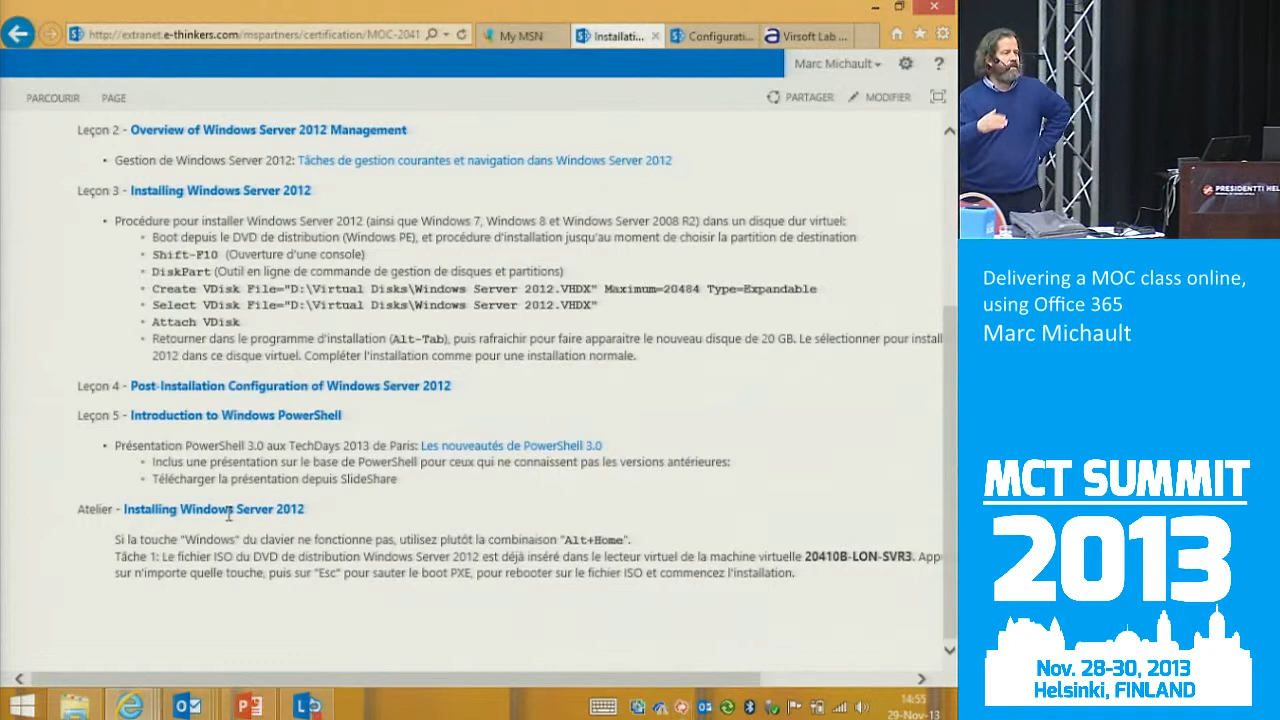 http://extranet.e-thinkers.com/mspartners/certification/MOC-2041
My MSN
Installati...
Configurati...
Virsoft Lab ...
Marc Michault
PARCOURIR
PAGE
PARTAGER
MODIFIER
Leçon 2 - Overview of Windows Server 2012 Management
• Gestion de Windows Server 2012: Tâches de gestion courantes et navigation dans Windows Server 2012
Leçon 3 - Installing Windows Server 2012
• Procédure pour installer Windows Server 2012 (ainsi que Windows 7, Windows 8 et Windows Server 2008 R2) dans un disque dur virtuel:
• Boot depuis le DVD de distribution (Windows PE), et procédure d'installation jusqu'au moment de choisir la partition de destination
• Shift-F10 (Ouverture d'une console)
• DiskPart (Outil en ligne de commande de gestion de disques et partitions)
• Create VDisk File="D:\Virtual Disks\Windows Server 2012.VHDX" Maximum=20484 Type=Expandable
• Select VDisk File="D:\Virtual Disks\Windows Server 2012.VHDX"
• Attach VDisk
• Retourner dans le programme d'installation (Alt-Tab), puis rafraichir pour faire apparaitre le nouveau disque de 20 GB. Le sélectionner pour install
2012 dans ce disque virtuel. Compléter l'installation comme pour une installation normale.
Leçon 4 - Post-Installation Configuration of Windows Server 2012
Leçon 5 - Introduction to Windows PowerShell
• Présentation PowerShell 3.0 aux TechDays 2013 de Paris: Les nouveautés de PowerShell 3.0
• Inclus une présentation sur le base de PowerShell pour ceux qui ne connaissent pas les versions antérieures:
• Télécharger la présentation depuis SlideShare
Atelier - Installing Windows Server 2012
Si la touche "Windows" du clavier ne fonctionne pas, utilisez plutôt la combinaison "Alt+Home".
Tâche 1: Le fichier ISO du DVD de distribution Windows Server 2012 est déjà inséré dans le lecteur virtuel de la machine virtuelle 20410B-LON-SVR3. App
sur n'importe quelle touche, puis sur "Esc" pour sauter le boot PXE, pour rebooter sur le fichier ISO et commencez l'installation.
14:55
29-Nov-13
PRESIDENTTI HEL
Delivering a MOC class online,
using Office 365
Marc Michault
MCT SUMMIT
2013
Nov. 28-30, 2013
Helsinki, FINLAND